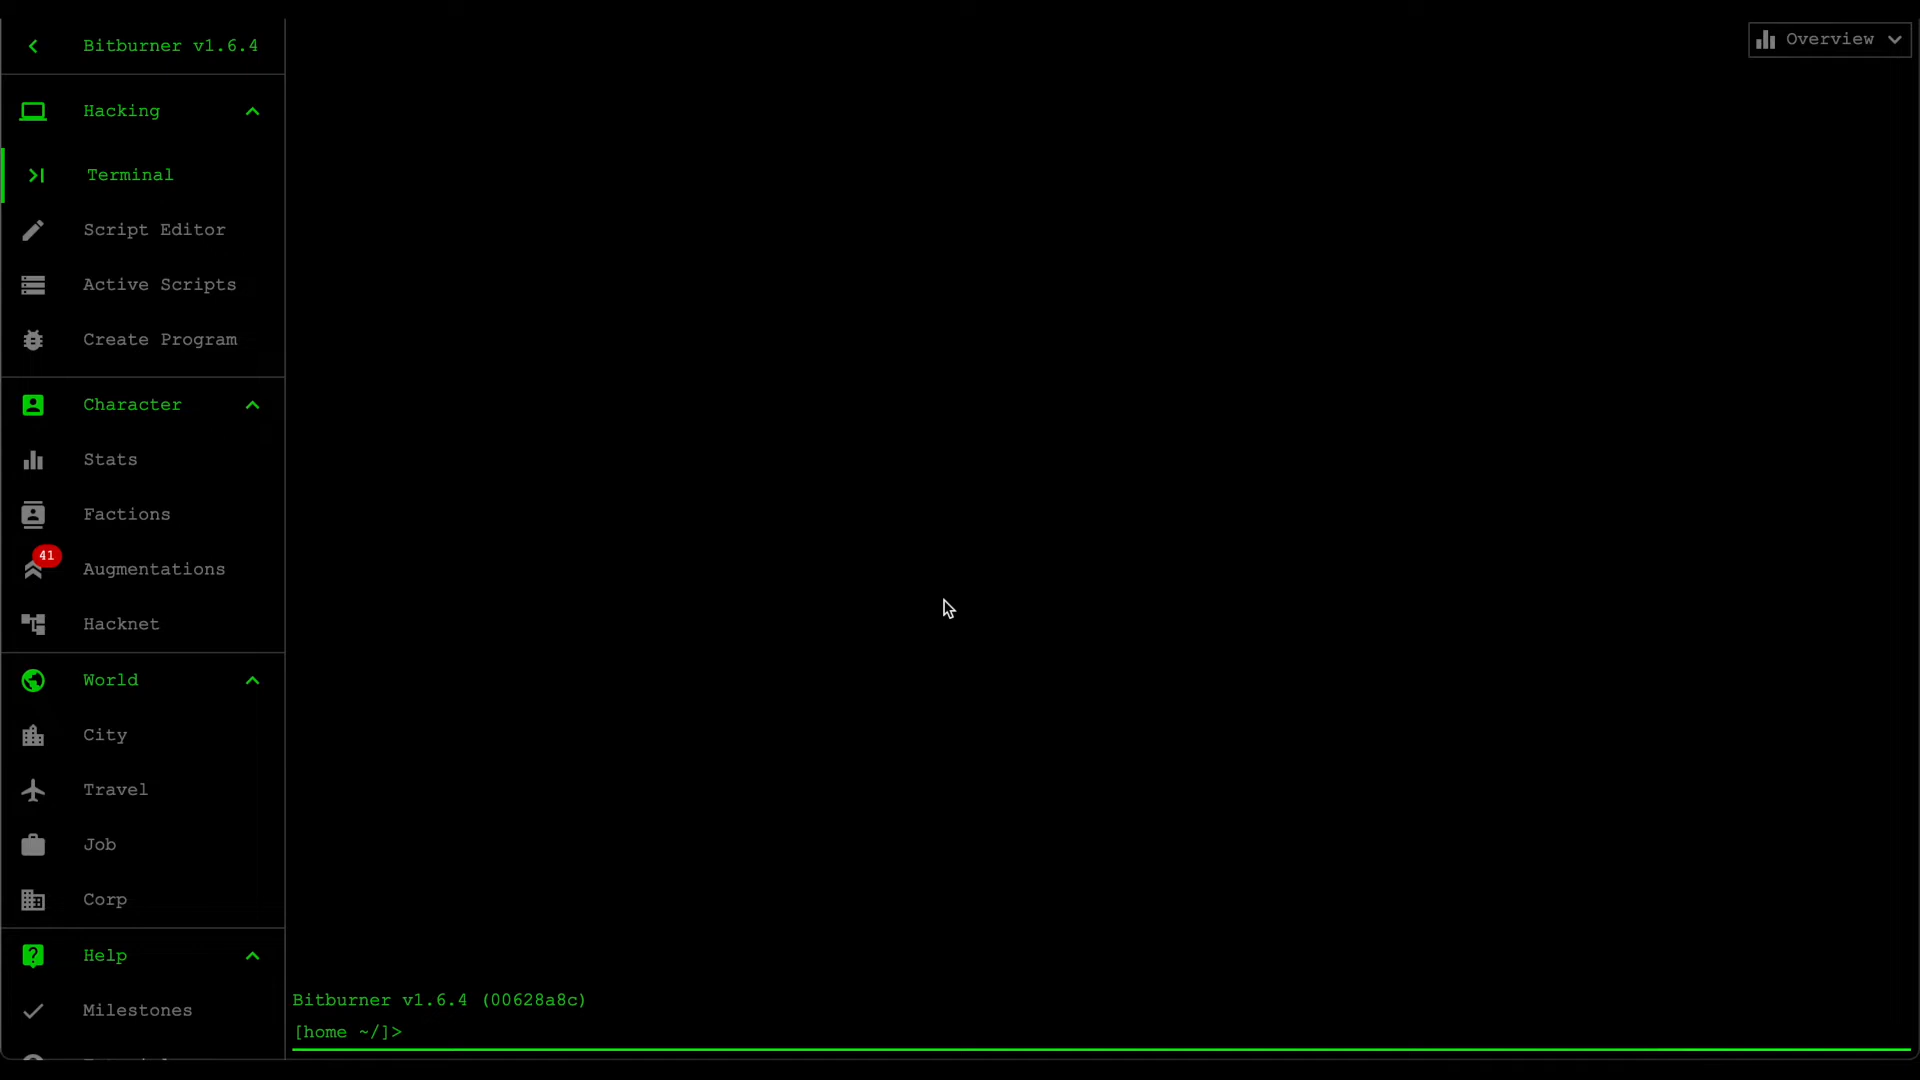 Bitburner v1.6.4
Overview
Hacking
Terminal
Script Editor
Active Scripts
Create Program
Character
Stats
Factions
41
Augmentations
Hacknet
World
City
Travel
Job
Corp
Help
Milestones
Bitburner v1.6.4 (00628a8c)
[home ~/]>